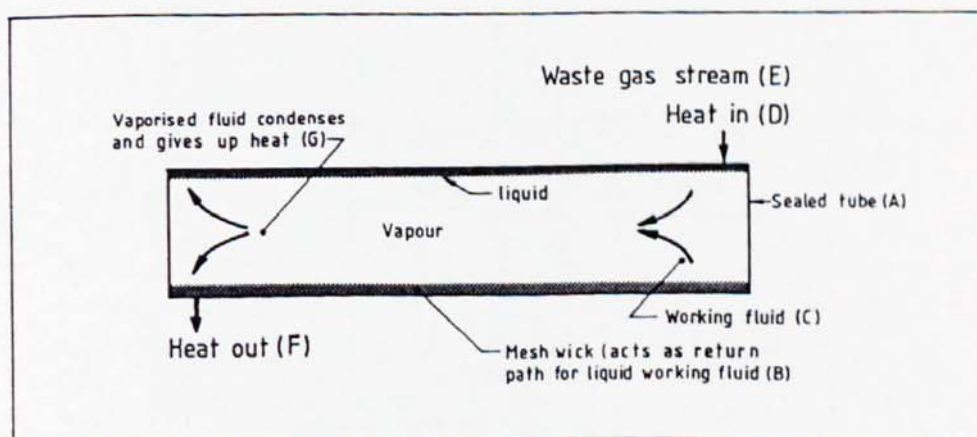 Waste gas stream (E)
Heat in (D)
Vaporised fluid condenses
and gives up heat (G)
liquid
Sealed tube (A)
Vapour
Working fluid (C)
Heat out (F)
Mesh wick (acts as return
path for liquid working fluid (B)